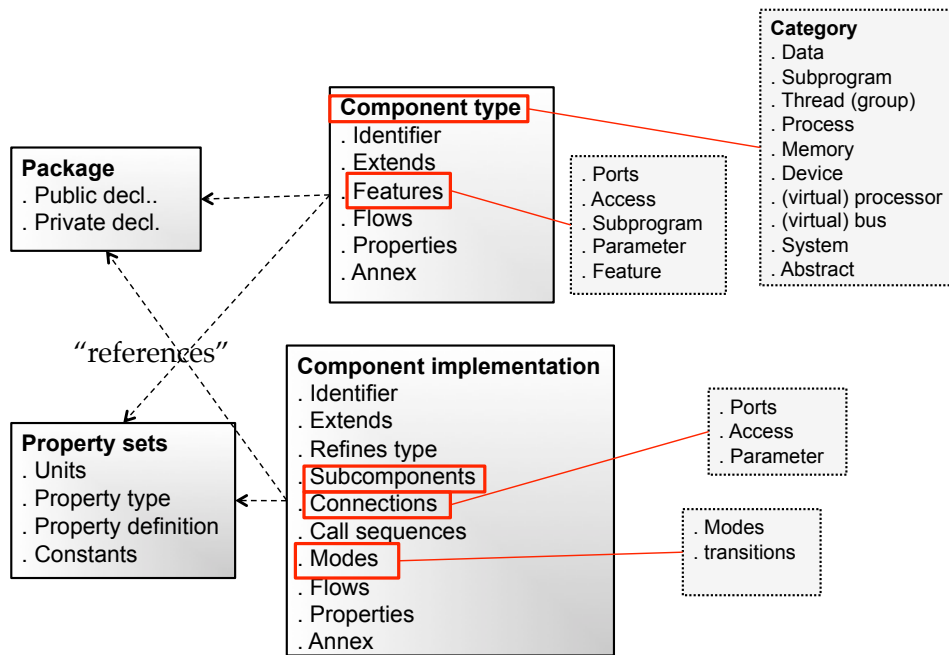 Category
. Data
. Subprogram
. Thread (group)
. Process
. Memory
. Device
. (virtual) processor
. (virtual) bus
. System
. Abstract
Component type
. Identifier
. Extends
. Features
. Flows
. Properties
. Annex
. Ports
. Access
. Subprogram
. Parameter
. Feature
Package
. Public decl..
. Private decl.
“references”
Component implementation
. Identifier
. Extends
. Refines type
. Subcomponents
. Connections
. Call sequences
. Modes
. Flows
. Properties
. Annex
Property sets
. Units
. Property type
. Property definition
. Constants
. Ports
. Access
. Parameter
. Modes
. transitions